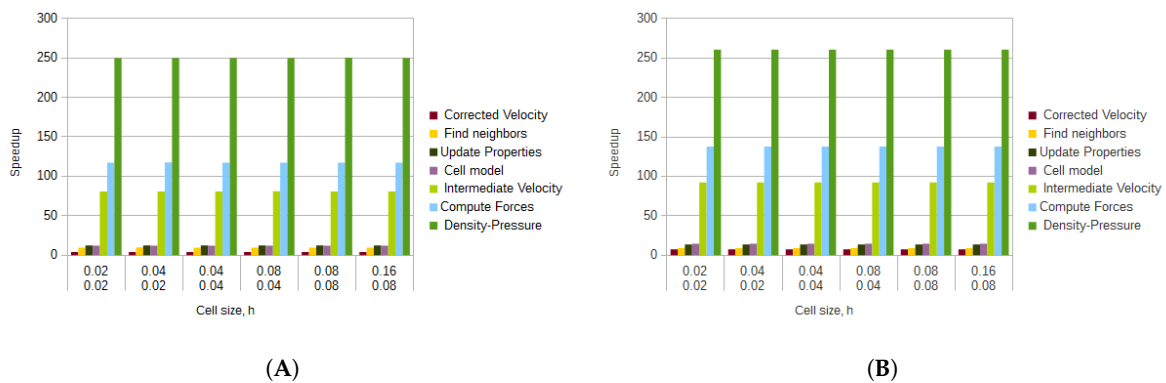 300
250
200
150
100
50
0
Speedup
0.02 0.04 0.04 0.08 0.08 0.16
0.02 0.02 0.04 0.04 0.08 0.08
Cell size, h
Corrected Velocity
Find neighbors
Update Properties
Cell model
Intermediate Velocity
Compute Forces
Density-Pressure
(A)
300
250
200
150
100
50
0
Speedup
0.02 0.04 0.04 0.08 0.08 0.16
0.02 0.02 0.04 0.04 0.08 0.08
Cell size, h
Corrected Velocity
Find neighbors
Update Properties
Cell model
Intermediate Velocity
Compute Forces
Density-Pressure
(B)